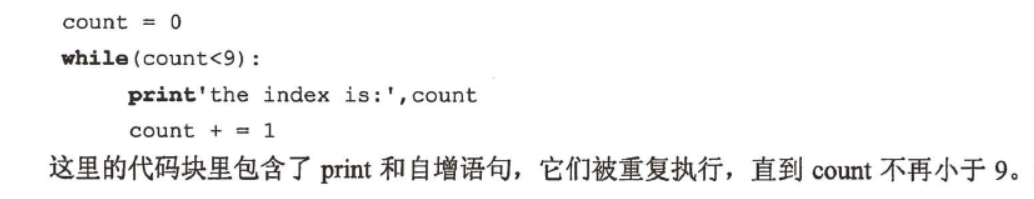 count = 0
while(count<9):
print'the index is:',count
count + = 1
这里的代码块里包含了 print 和自增语句，它们被重复执行，直到 count 不再小于 9。